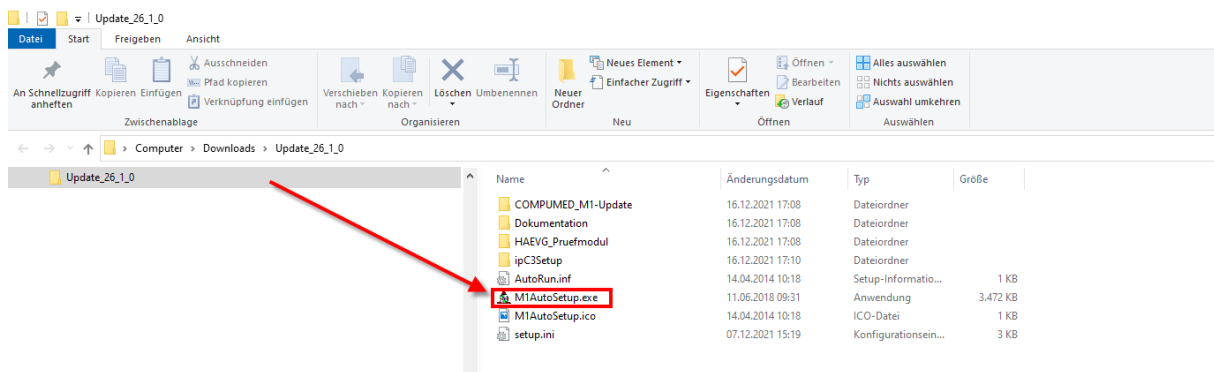 Update_26_1_0
Datei Start Freigeben Ansicht
An Schnellzugriff anheften
Kopieren
Einfügen
Ausschneiden
Pfad kopieren
Verknüpfung einfügen
Zwischenablage
Verschieben nach
Kopieren nach
Löschen
Umbenennen
Organisieren
Neuer Ordner
Neues Element
Einfacher Zugriff
Neu
Eigenschaften
Öffnen
Bearbeiten
Verlauf
Öffnen
Alles auswählen
Nichts auswählen
Auswahl umkehren
Auswählen
Computer > Downloads > Update_26_1_0
Update_26_1_0
Name Änderungsdatum Typ Größe
COMPUMED_M1-Update 16.12.2021 17:08 Dateiordner
Dokumentation 16.12.2021 17:08 Dateiordner
HAEVG_Pruefmodul 16.12.2021 17:08 Dateiordner
ipC3Setup 16.12.2021 17:10 Dateiordner
AutoRun.inf 14.04.2014 10:18 Setup-Informatio... 1 KB
M1AutoSetup.exe 11.06.2018 09:31 Anwendung 3.472 KB
M1AutoSetup.ico 14.04.2014 10:18 ICO-Datei 1 KB
setup.ini 07.12.2021 15:19 Konfigurationsein... 3 KB